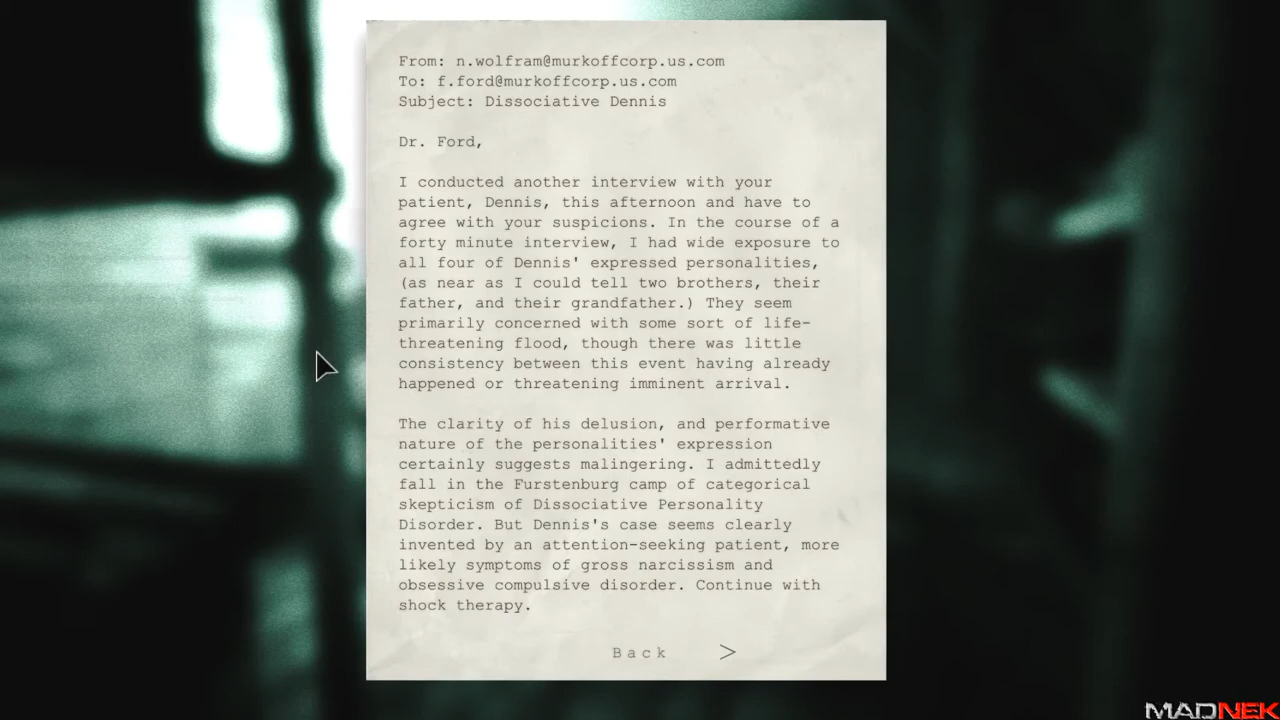 From: n.wolfram@murkoffcorp.us.com
To: f.ford@murkoffcorp.us.com
Subject: Dissociative Dennis
Dr. Ford,
I conducted another interview with your
patient, Dennis, this afternoon and have to
agree with your suspicions. In the course of a
forty minute interview, I had wide exposure to
all four of Dennis' expressed personalities,
(as near as I could tell two brothers, their
father, and their grandfather.) They seem
primarily concerned with some sort of life-
threatening flood, though there was little
consistency between this event having already
happened or threatening imminent arrival.
The clarity of his delusion, and performative
nature of the personalities' expression
certainly suggests malingering. I admittedly
fall in the Furstenburg camp of categorical
skepticism of Dissociative Personality
Disorder. But Dennis's case seems clearly
invented by an attention-seeking patient, more
likely symptoms of gross narcissism and
obsessive compulsive disorder. Continue with
shock therapy.
Back >
MADNEK